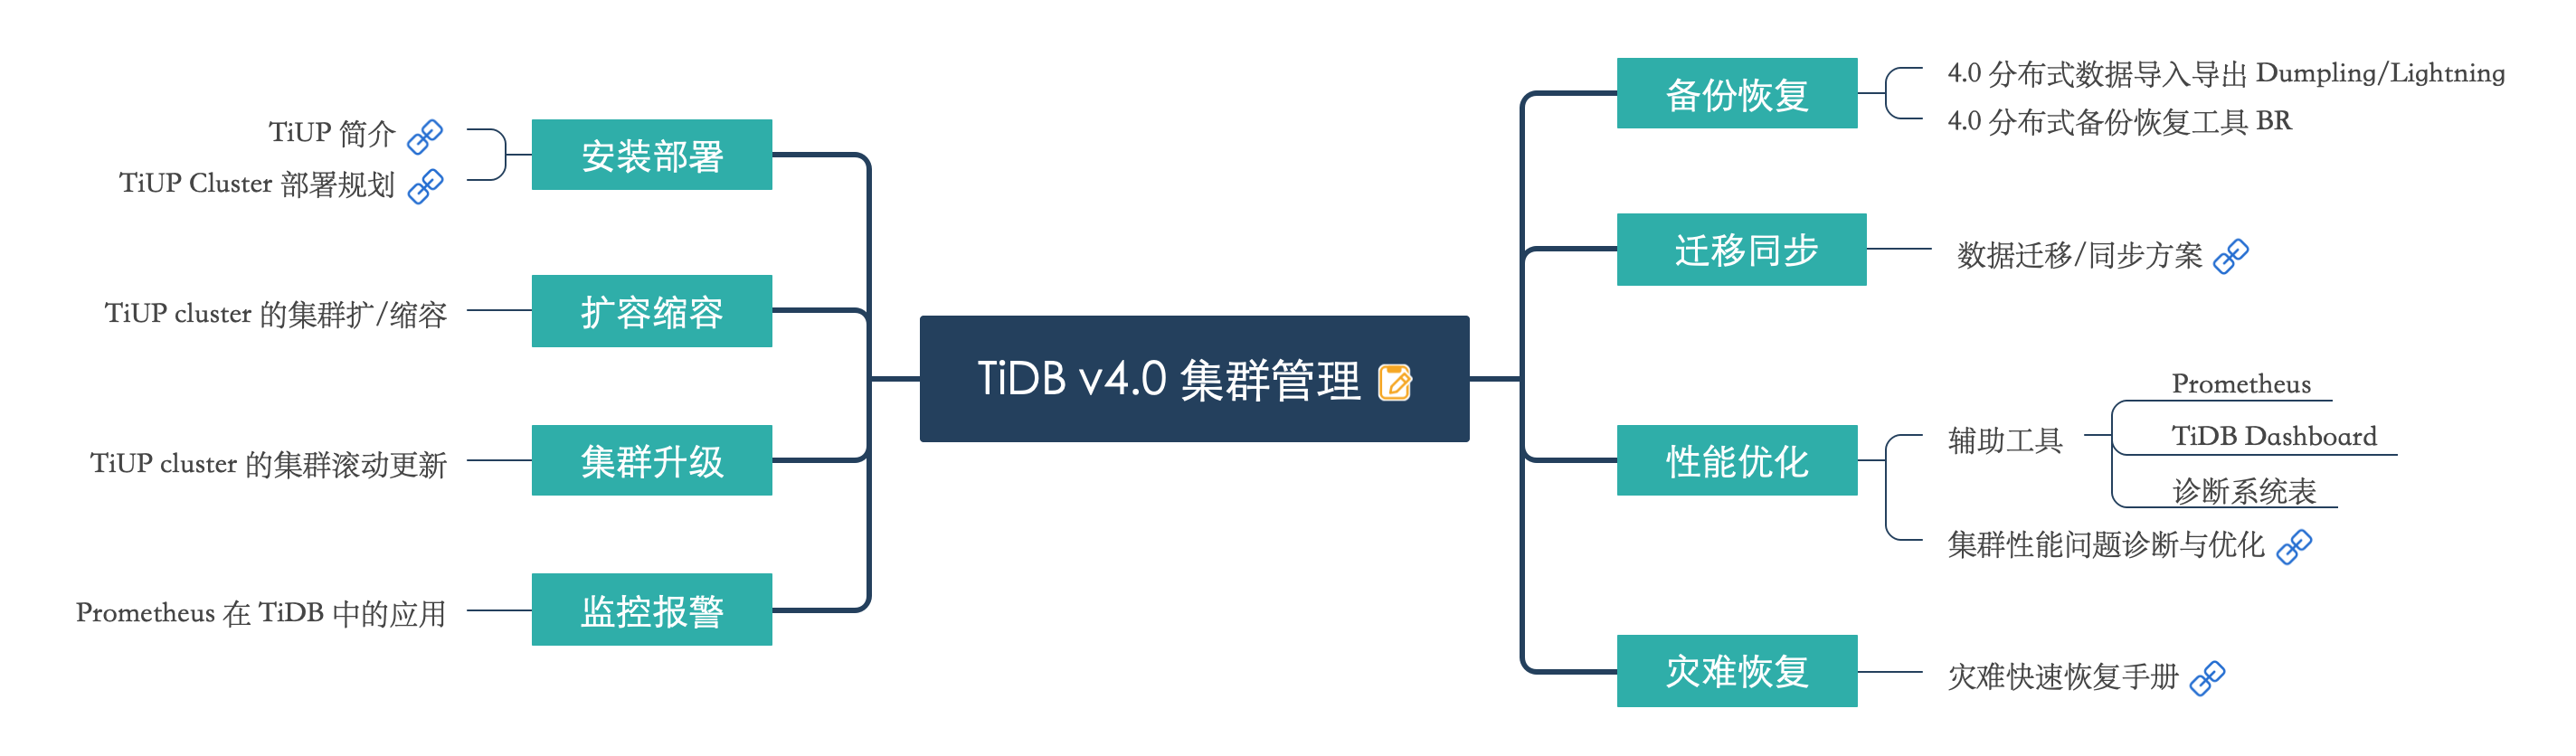 TiDB v4.0 集群管理
安装部署
TiUP 简介
TiUP Cluster 部署规划
扩容缩容
TiUP cluster 的集群扩/缩容
集群升级
TiUP cluster 的集群滚动更新
监控报警
Prometheus 在 TiDB 中的应用
备份恢复
4.0 分布式数据导入导出 Dumpling/Lightning
4.0 分布式备份恢复工具 BR
迁移同步
数据迁移/同步方案
性能优化
辅助工具
Prometheus
TiDB Dashboard
诊断系统表
集群性能问题诊断与优化
灾难恢复
灾难快速恢复手册